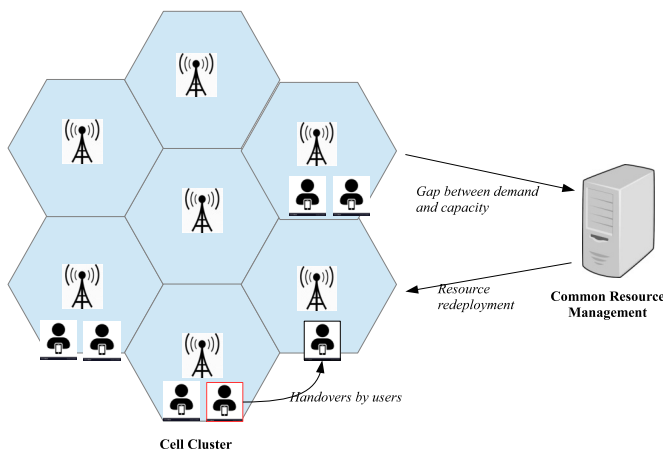 Gap between demand
and capacity
Resource
redeployment
Common Resource
Management
Handovers by users
Cell Cluster